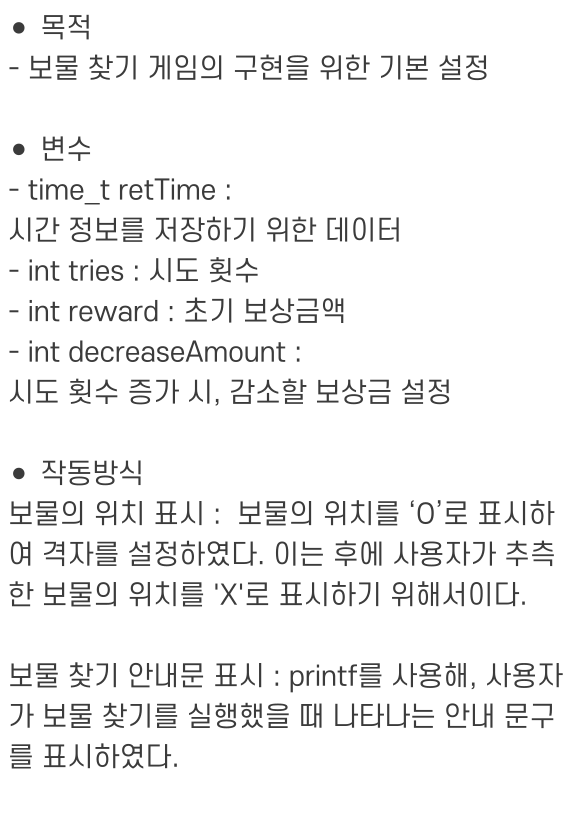 ● 목적
- 보물 찾기 게임의 구현을 위한 기본 설정
● 변수
- time_t retTime :
시간 정보를 저장하기 위한 데이터
- int tries : 시도 횟수
- int reward : 초기 보상금액
- int decreaseAmount :
시도 횟수 증가 시, 감소할 보상금 설정
● 작동방식
보물의 위치 표시 : 보물의 위치를 ‘O’로 표시하
여 격자를 설정하였다. 이는 후에 사용자가 추측
한 보물의 위치를 'X'로 표시하기 위해서이다.
보물 찾기 안내문 표시 : printf를 사용해, 사용자
가 보물 찾기를 실행했을 때 나타나는 안내 문구
를 표시하였다.